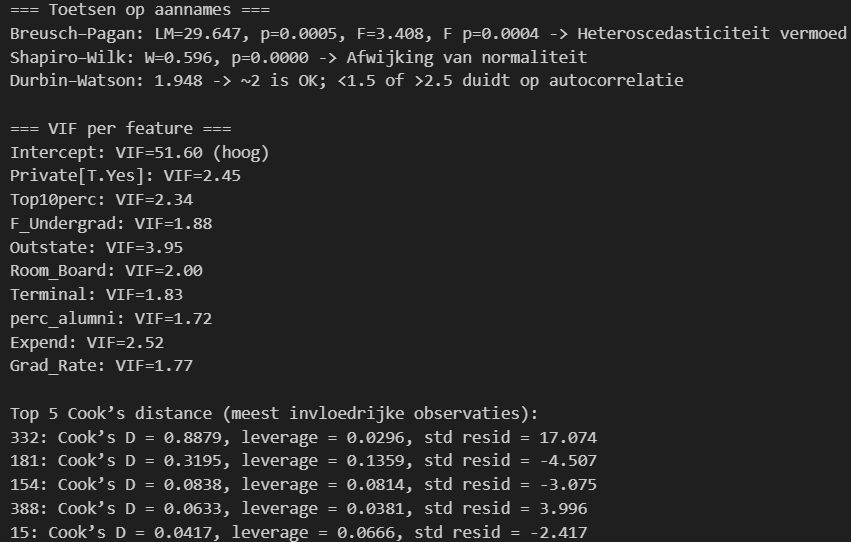 === Toetsen op aannames ===
Breusch–Pagan: LM=29.647, p=0.0005, F=3.408, F p=0.0004 -> Heteroscedasticiteit vermoed
Shapiro–Wilk: W=0.596, p=0.0000 -> Afwijking van normaliteit
Durbin–Watson: 1.948 -> ~2 is OK; <1.5 of >2.5 duidt op autocorrelatie
=== VIF per feature ===
Intercept: VIF=51.60 (hoog)
Private[T.Yes]: VIF=2.45
Top10perc: VIF=2.34
F_Undergrad: VIF=1.88
Outstate: VIF=3.95
Room_Board: VIF=2.00
Terminal: VIF=1.83
perc_alumni: VIF=1.72
Expend: VIF=2.52
Grad_Rate: VIF=1.77
Top 5 Cook’s distance (meest invloedrijke observaties):
332: Cook’s D = 0.8879, leverage = 0.0296, std resid = 17.074
181: Cook’s D = 0.3195, leverage = 0.1359, std resid = -4.507
154: Cook’s D = 0.0838, leverage = 0.0814, std resid = -3.075
388: Cook’s D = 0.0633, leverage = 0.0381, std resid = 3.996
15: Cook’s D = 0.0417, leverage = 0.0666, std resid = -2.417